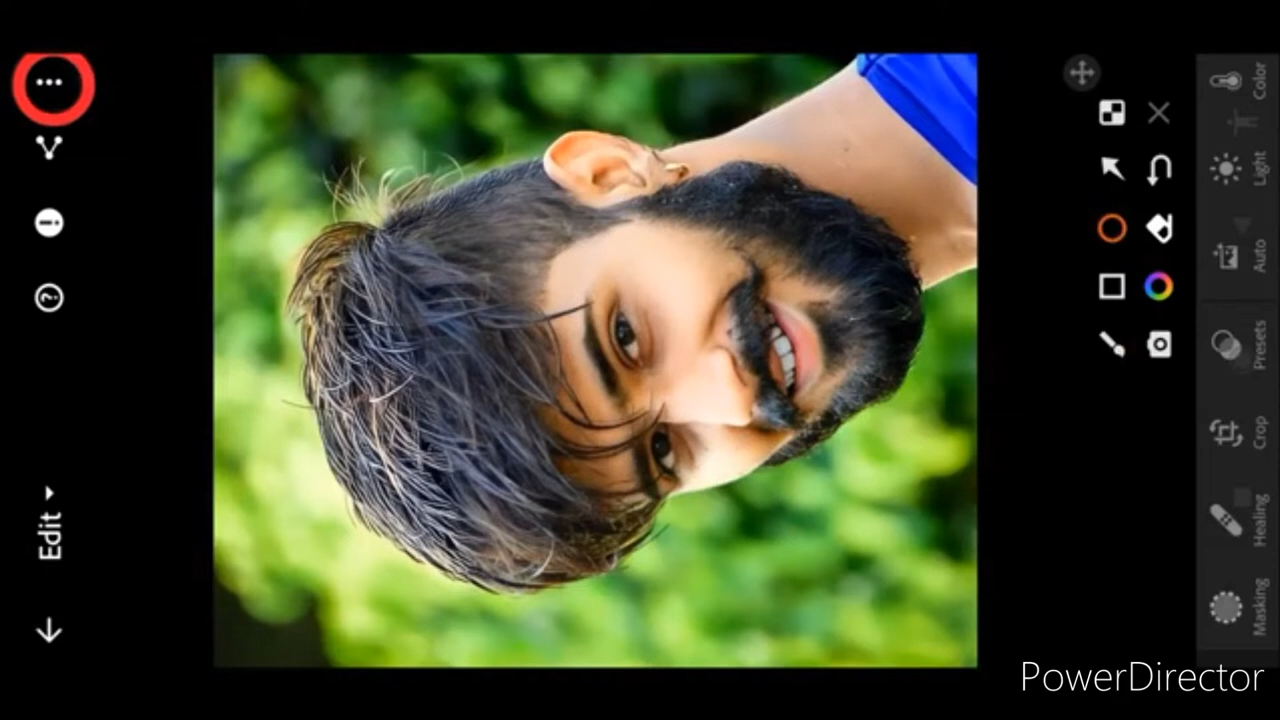 Edit
Masking
Healing
Crop
Presets
Auto
Light
Color
PowerDirector